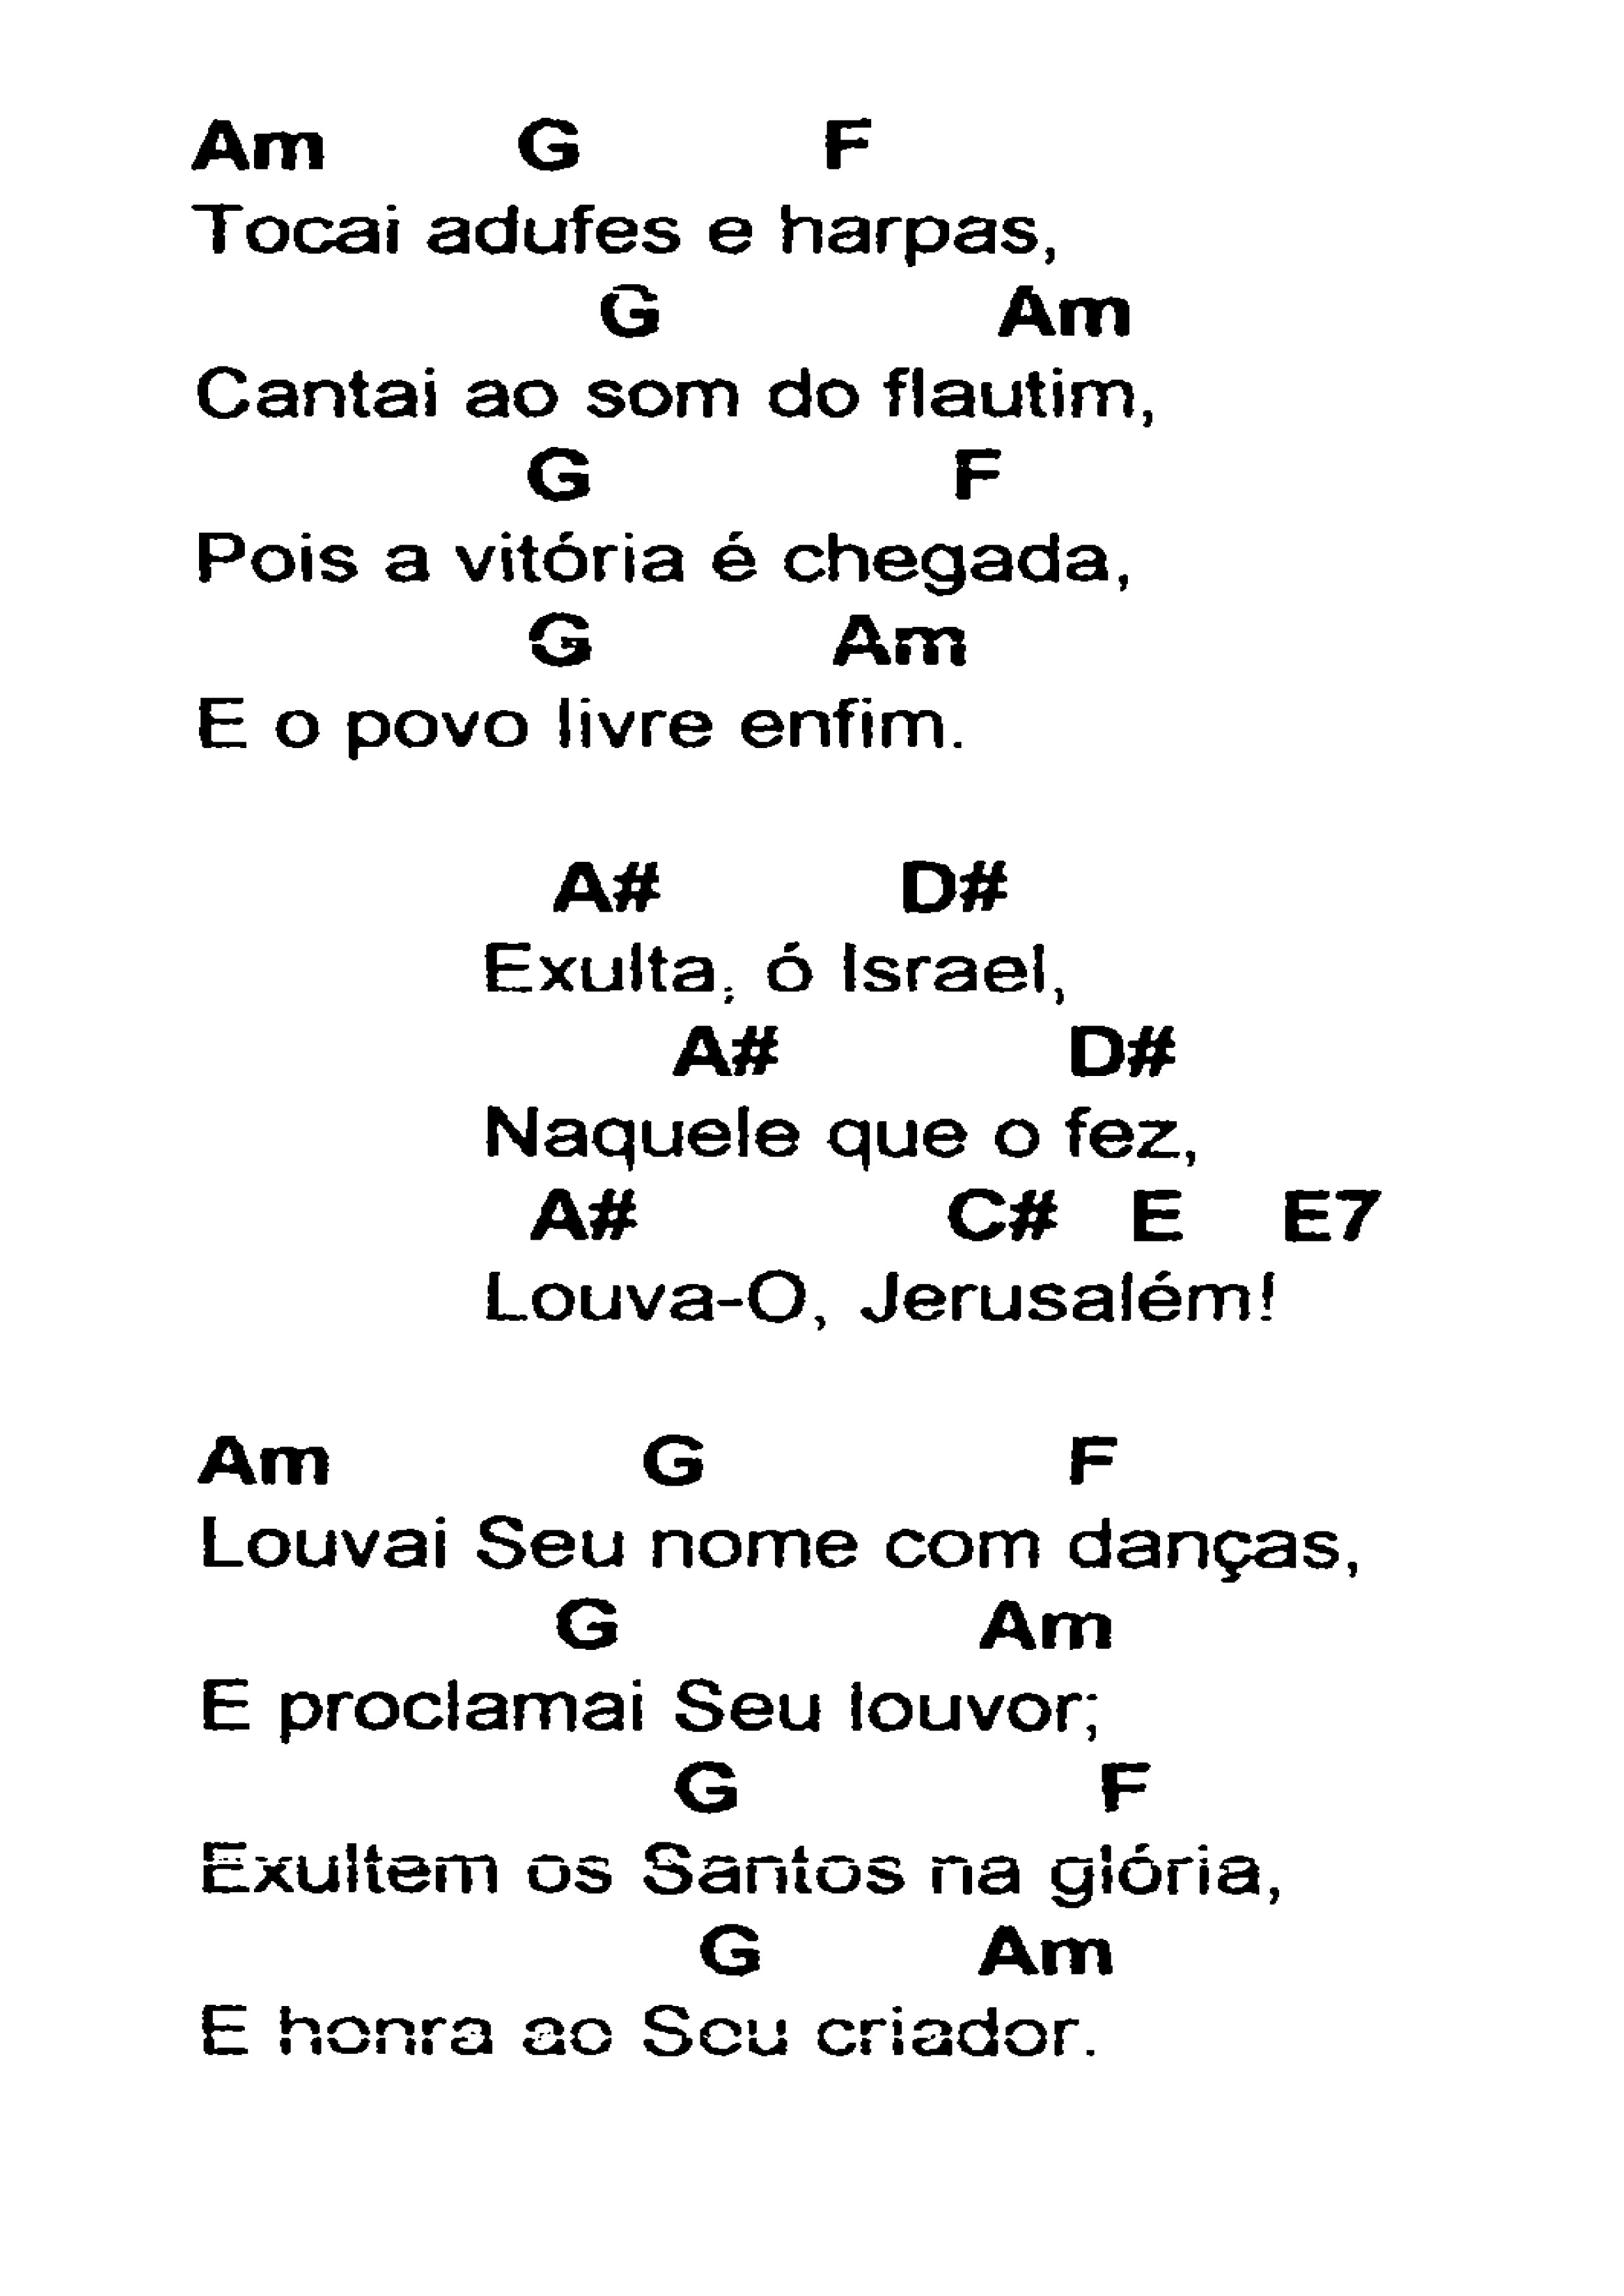 Am G F
Tocai adufes e harpas,
G Am
Cantai ao som do flautim,
G F
Pois a vitória é chegada,
G Am
E o povo livre enfim.
A# D#
Exulta, ó Israel,
A# D#
Naquele que o fez,
A# C# E E7
Louva-O, Jerusalém!
Am G F
Louvai Seu nome com danças,
G Am
E proclamai Seu louvor;
G F
Exultem os Santos na glória,
G Am
E honra ao Seu criador.